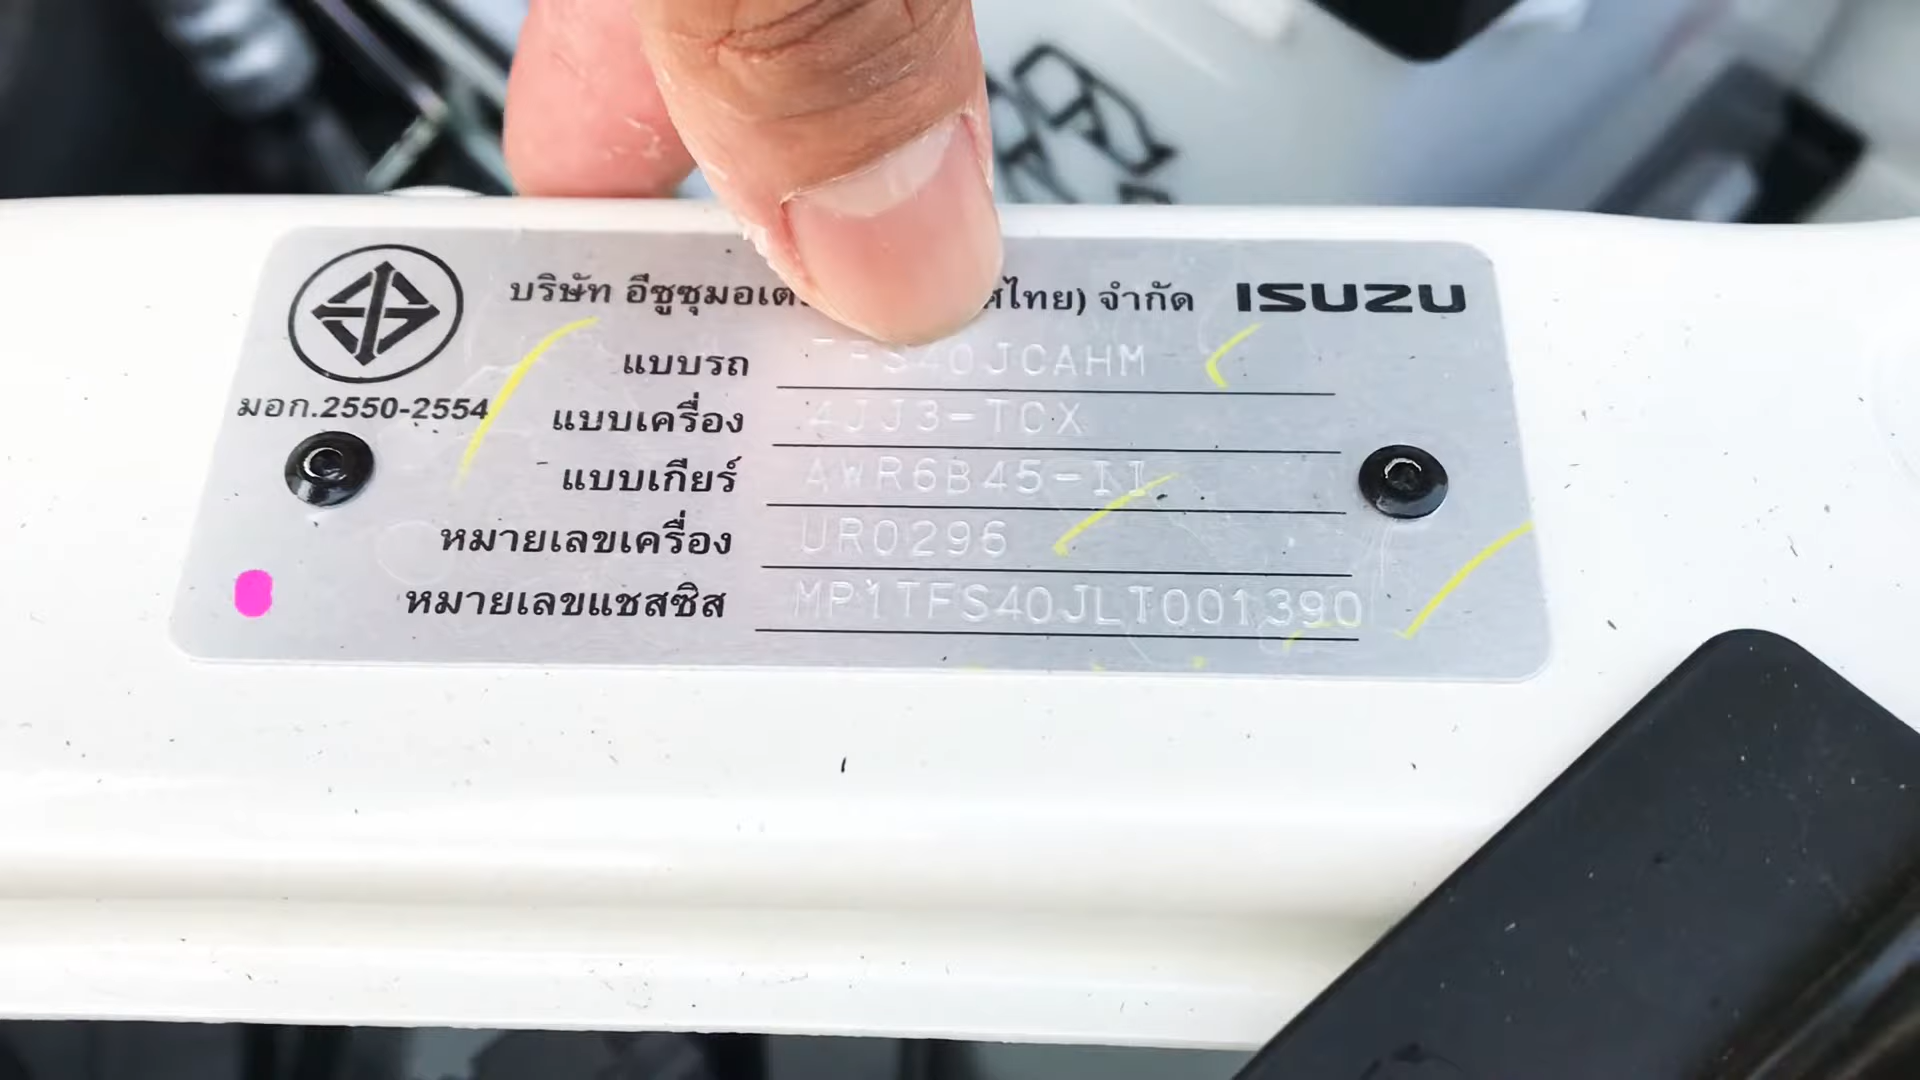 บริษัท อีซูซุมอเต ศไทย) จำกัด ISUZU
แบบรถ TFS40JCAHM
มอก.2550-2554
แบบเครื่อง 4JJ3-TCX
แบบเกียร์ AWR6B45-II
หมายเลขเครื่อง UR0296
หมายเลขแชสซิส MP1TFS40JLT001390